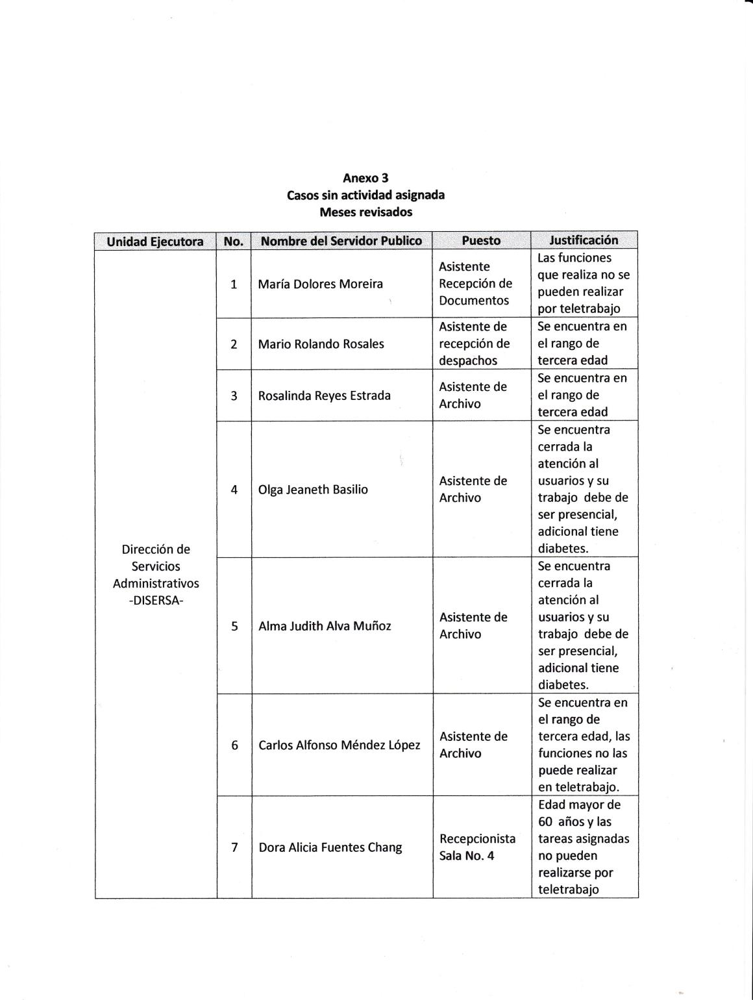 Anexo 3
Casos sin actividad asignada
Meses revisados
Unidad Ejecutora No. Nombre del Servidor Publico Puesto Justificación
Dirección de
Servicios
Administrativos
-DISERSA-
1
María Dolores Moreira
Asistente
Recepción de
Documentos
Las funciones
que realiza no se
pueden realizar
por teletrabajo
2
Mario Rolando Rosales
Asistente de
recepción de
despachos
Se encuentra en
el rango de
tercera edad
3
Rosalinda Reyes Estrada
Asistente de
Archivo
Se encuentra en
el rango de
tercera edad
4
Olga Jeaneth Basilio
Asistente de
Archivo
Se encuentra
cerrada la
atención al
usuarios y su
trabajo debe de
ser presencial,
adicional tiene
diabetes.
5
Alma Judith Alva Muñoz
Asistente de
Archivo
Se encuentra
cerrada la
atención al
usuarios y su
trabajo debe de
ser presencial,
adicional tiene
diabetes.
6
Carlos Alfonso Méndez López
Asistente de
Archivo
Se encuentra en
el rango de
tercera edad, las
funciones no las
puede realizar
en teletrabajo.
7
Dora Alicia Fuentes Chang
Recepcionista
Sala No. 4
Edad mayor de
60 años y las
tareas asignadas
no pueden
realizarse por
teletrabajo